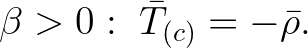 β > 0 : T̄₍c₎ = −ρ̄.